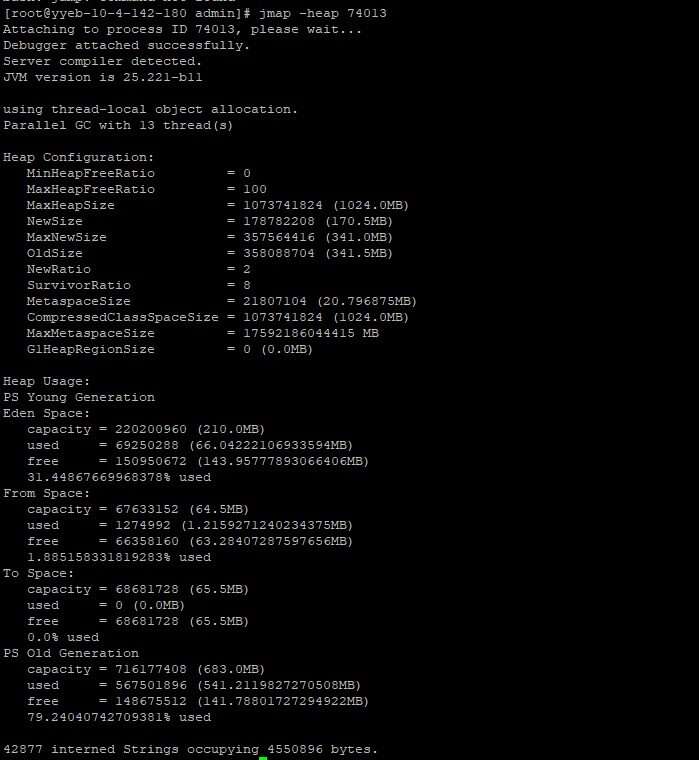 [root@yyeb-10-4-142-180 admin]# jmap -heap 74013
Attaching to process ID 74013, please wait...
Debugger attached successfully.
Server compiler detected.
JVM version is 25.221-b11

using thread-local object allocation.
Parallel GC with 13 thread(s)

Heap Configuration:
   MinHeapFreeRatio         = 0
   MaxHeapFreeRatio         = 100
   MaxHeapSize              = 1073741824 (1024.0MB)
   NewSize                  = 178782208 (170.5MB)
   MaxNewSize               = 357564416 (341.0MB)
   OldSize                  = 358088704 (341.5MB)
   NewRatio                 = 2
   SurvivorRatio            = 8
   MetaspaceSize            = 21807104 (20.796875MB)
   CompressedClassSpaceSize = 1073741824 (1024.0MB)
   MaxMetaspaceSize         = 17592186044415 MB
   G1HeapRegionSize         = 0 (0.0MB)

Heap Usage:
PS Young Generation
Eden Space:
   capacity = 220200960 (210.0MB)
   used     = 69250288 (66.04222106933594MB)
   free     = 150950672 (143.95777893066406MB)
   31.44867669968378% used
From Space:
   capacity = 67633152 (64.5MB)
   used     = 1274992 (1.2159271240234375MB)
   free     = 66358160 (63.28407287597656MB)
   1.885158331819283% used
To Space:
   capacity = 68681728 (65.5MB)
   used     = 0 (0.0MB)
   free     = 68681728 (65.5MB)
   0.0% used
PS Old Generation
   capacity = 716177408 (683.0MB)
   used     = 567501896 (541.2119827270508MB)
   free     = 148675512 (141.78801727294922MB)
   79.24040742709381% used

42877 interned Strings occupying 4550896 bytes.